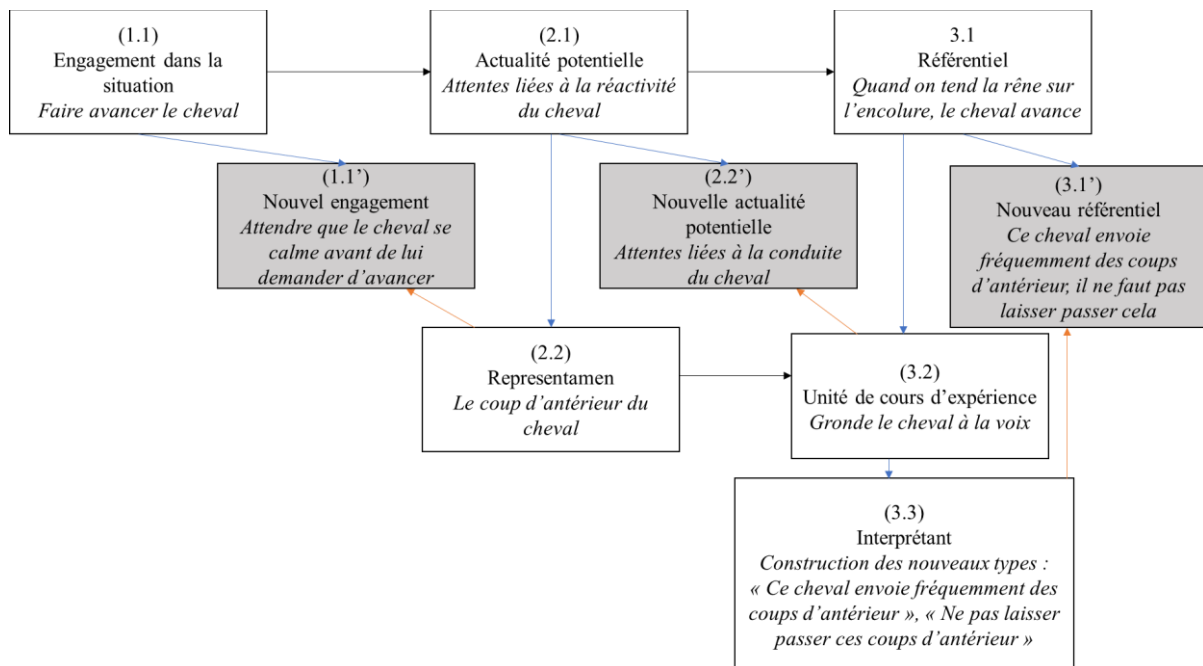 (1.1)
Engagement dans la
situation
Faire avancer le cheval
(2.1)
Actualité potentielle
Attentes liées à la réactivité
du cheval
3.1
Référentiel
Quand on tend la rêne sur
l’encolure, le cheval avance
(1.1’)
Nouvel engagement
Attendre que le cheval se
calme avant de lui
demander d’avancer
(2.2’)
Nouvelle actualité
potentielle
Attentes liées à la conduite
du cheval
(3.1’)
Nouveau référentiel
Ce cheval envoie
fréquemment des coups
d’antérieur, il ne faut pas
laisser passer cela
(2.2)
Representamen
Le coup d’antérieur du
cheval
(3.2)
Unité de cours d’expérience
Gronde le cheval à la voix
(3.3)
Interprétant
Construction des nouveaux types :
« Ce cheval envoie fréquemment des
coups d’antérieur », « Ne pas laisser
passer ces coups d’antérieur »